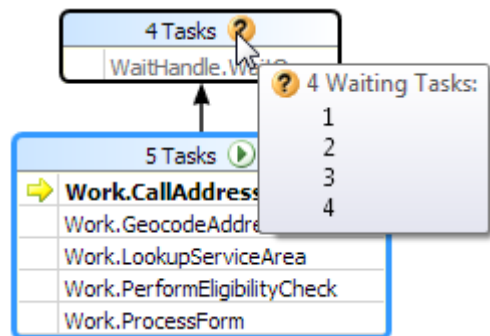 4 Tasks
WaitHandle.
? 4 Waiting Tasks:
1
2
3
4
5 Tasks
Work.CallAddress
Work.GeocodeAddre
Work.LookupServiceArea
Work.PerformEligibilityCheck
Work.ProcessForm